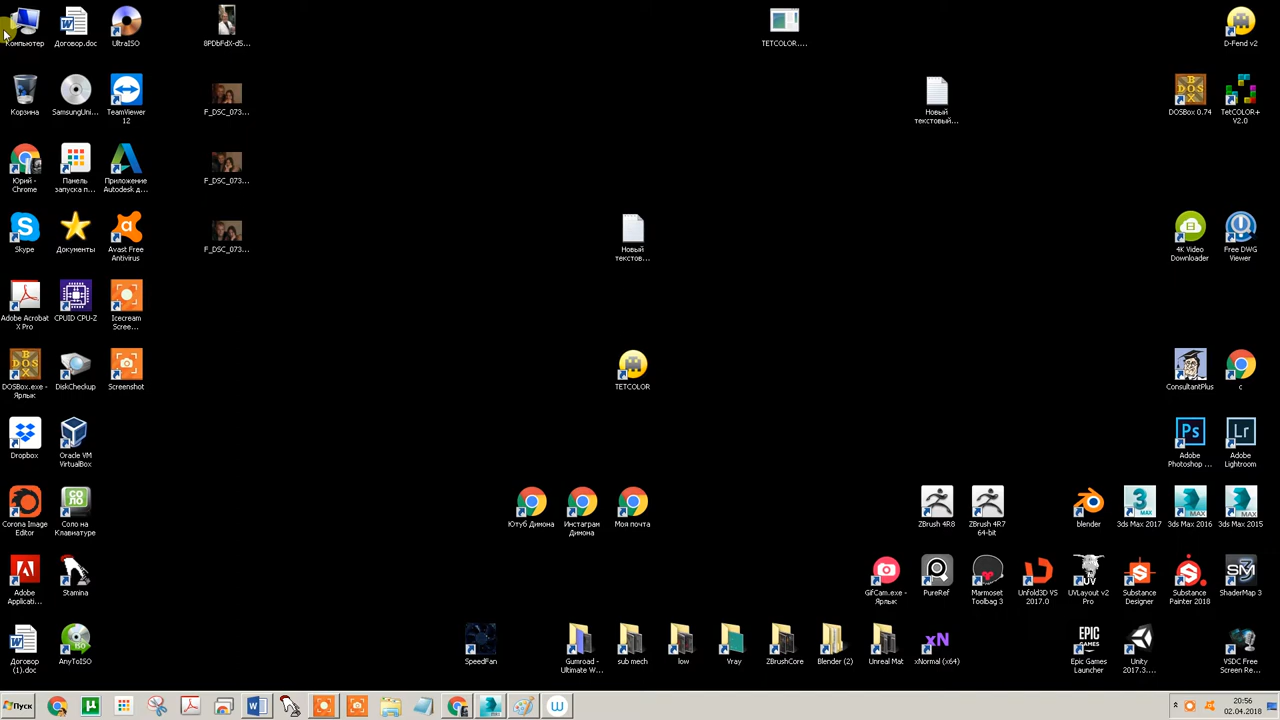 Компьютер
Договор.doc
UltraISO
8PDbFdX-dS...
TETCOLOR....
D-Fend v2
Корзина
SamsungUni...
TeamViewer
12
F_DSC_073...
Новый
текстовый...
DOSBox 0.74
TetCOLOR+
V2.0
Юрий -
Chrome
Панель
запуска п...
Приложение
Autodesk д...
F_DSC_073...
Skype
Документы
Avast Free
Antivirus
F_DSC_073...
Новый
текстов...
4K Video
Downloader
Free DWG
Viewer
Adobe Acrobat
X Pro
CPUID CPU-Z
Icecream
Scree...
DOSBox.exe -
Ярлык
DiskCheckup
Screenshot
TETCOLOR
ConsultantPlus
c
Dropbox
Oracle VM
VirtualBox
Adobe
Photoshop ...
Adobe
Lightroom
Corona Image
Editor
Соло на
Клавиатуре
Ютуб Димона
Инстаграм
Димона
Моя почта
ZBrush 4R8
ZBrush 4R7
64-bit
blender
3ds Max 2017
3ds Max 2016
3ds Max 2015
Adobe
Applicati...
Stamina
GifCam.exe -
Ярлык
PureRef
Marmoset
Toolbag 3
Unfold3D VS
2017.0
UVLayout v2
Pro
Substance
Designer
Substance
Painter 2018
ShaderMap 3
Договор
(1).doc
AnyToISO
SpeedFan
Gumroad -
Ultimate W...
sub mech
low
Vray
ZBrushCore
Blender (2)
Unreal Mat
xNormal (x64)
Epic Games
Launcher
Unity
2017.3....
VSDC Free
Screen Re...
Пуск
20:56
02.04.2018